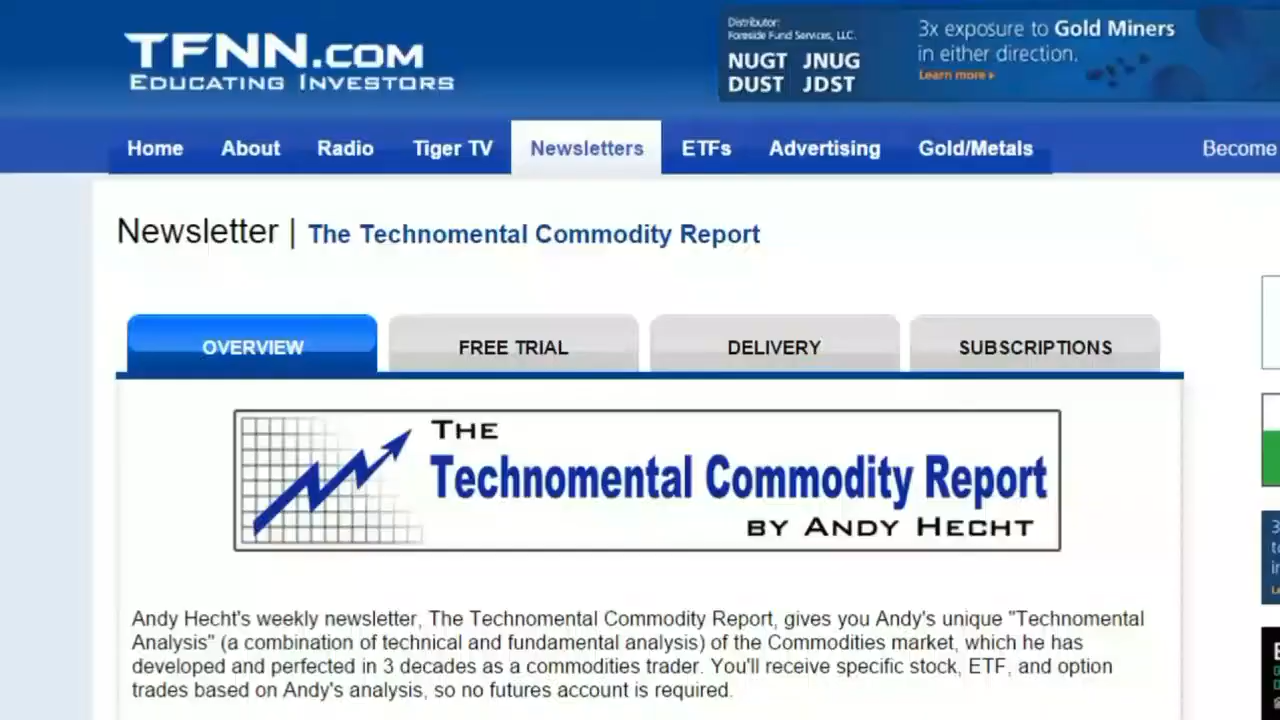 TFNN.COM
EDUCATING INVESTORS
Distributor:
Foreside Fund Services, LLC.
NUGT JNUG
DUST JDST
3x exposure to Gold Miners
in either direction.
Learn more
Home About Radio Tiger TV Newsletters ETFs Advertising Gold/Metals Become
Newsletter | The Technomental Commodity Report
OVERVIEW FREE TRIAL DELIVERY SUBSCRIPTIONS
THE
Technomental Commodity Report
BY ANDY HECHT
Andy Hecht's weekly newsletter, The Technomental Commodity Report, gives you Andy's unique "Technomental
Analysis" (a combination of technical and fundamental analysis) of the Commodities market, which he has
developed and perfected in 3 decades as a commodities trader. You'll receive specific stock, ETF, and option
trades based on Andy's analysis, so no futures account is required.